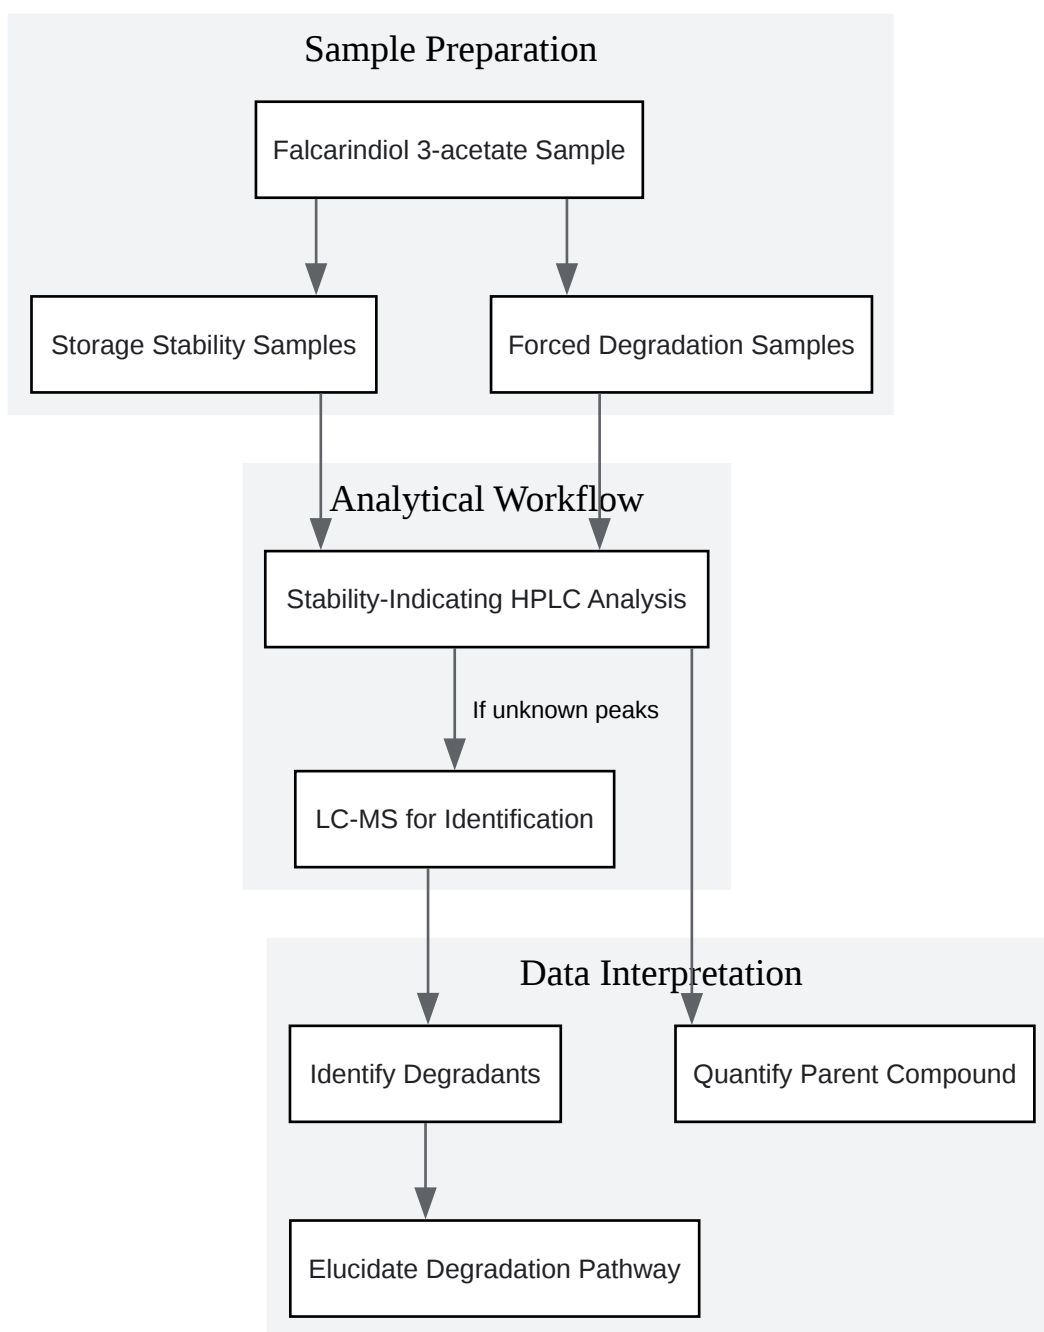 Sample Preparation
Falcarindiol 3-acetate Sample
Storage Stability Samples
Forced Degradation Samples
Analytical Workflow
Stability-Indicating HPLC Analysis
If unknown peaks
LC-MS for Identification
Data Interpretation
Identify Degradants
Quantify Parent Compound
Elucidate Degradation Pathway